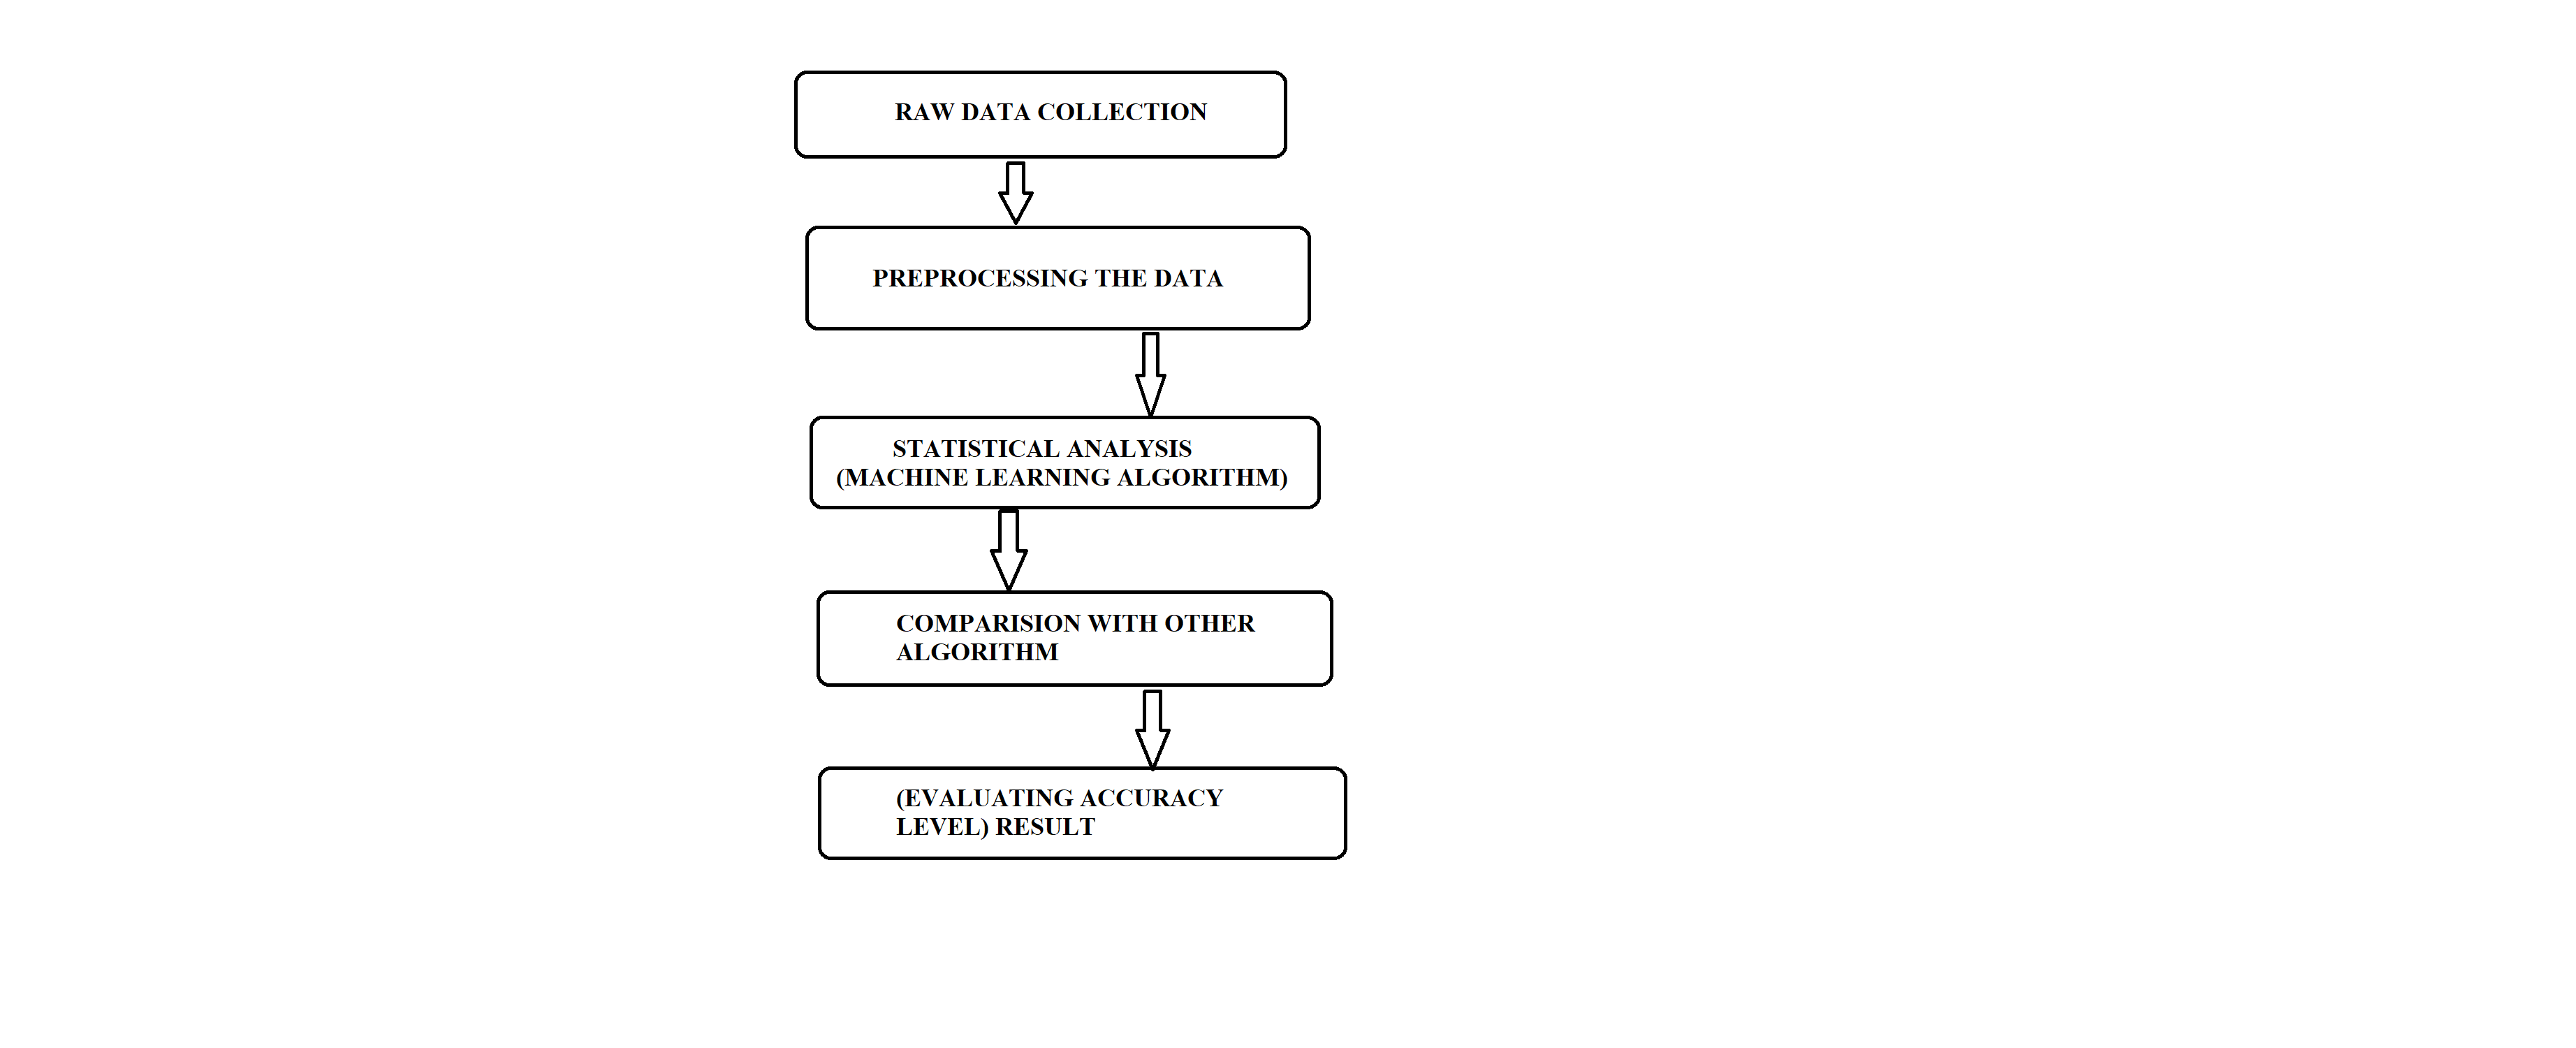 RAW DATA COLLECTION
PREPROCESSING THE DATA
STATISTICAL ANALYSIS
(MACHINE LEARNING ALGORITHM)
COMPARISION WITH OTHER
ALGORITHM
(EVALUATING ACCURACY
LEVEL) RESULT